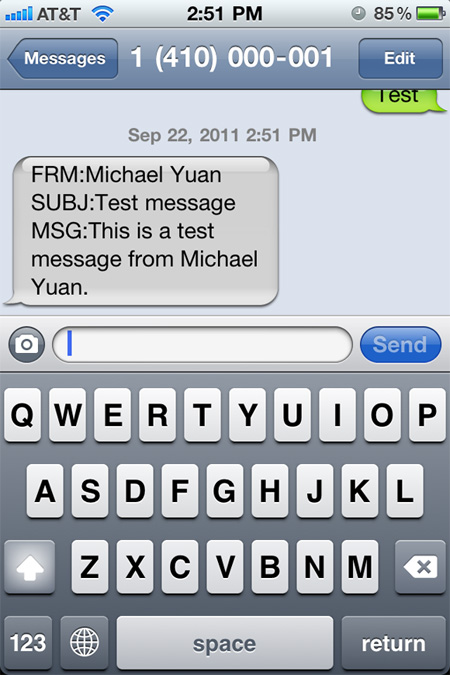 AT&T 2:51 PM 85%
Messages 1 (410) 000-001 Edit
Test
Sep 22, 2011 2:51 PM
FRM:Michael Yuan
SUBJ:Test message
MSG:This is a test
message from Michael
Yuan.
Send
Q W E R T Y U I O P
A S D F G H J K L
Z X C V B N M
123 space return